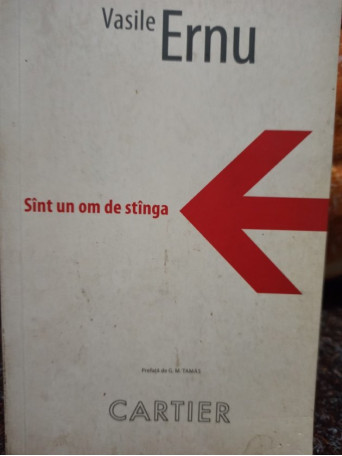 Vasile Ernu
Sînt un om de stînga
Prefață de G. M. TAMÁS
CARTIER